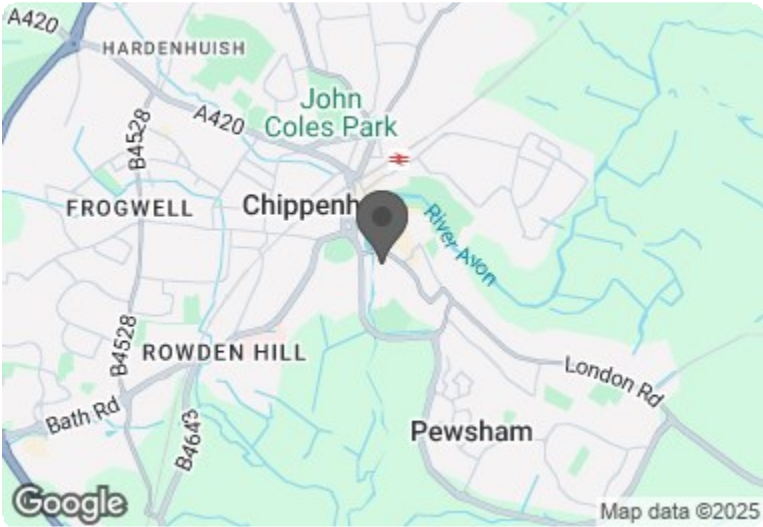 A420
HARDENHUISH
John
Coles Park
A420
B4528
FROGWELL
Chippenh
River Avon
B4528
ROWDEN HILL
London Rd
Bath Rd
B4643
Pewsham
Google
Map data ©2025